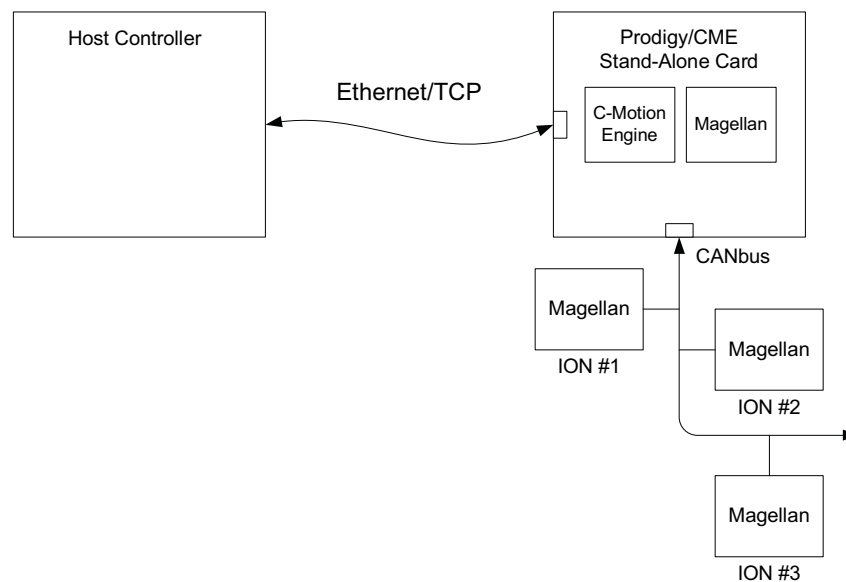 Host Controller
Ethernet/TCP
Prodigy/CME
Stand-Alone Card
C-Motion
Engine
Magellan
CANbus
Magellan
ION #1
Magellan
ION #2
Magellan
ION #3